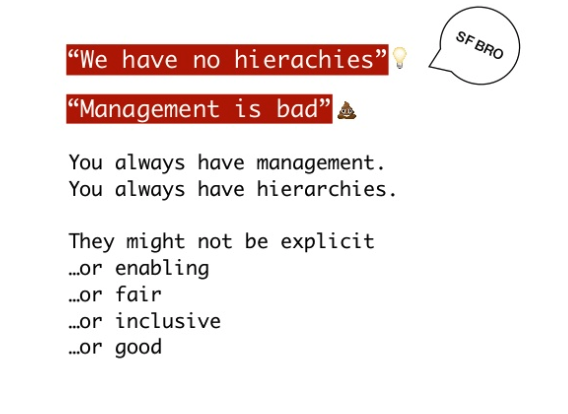 “We have no hierachies”
SF BRO
“Management is bad”
You always have management.
You always have hierarchies.
They might not be explicit
…or enabling
…or fair
…or inclusive
…or good